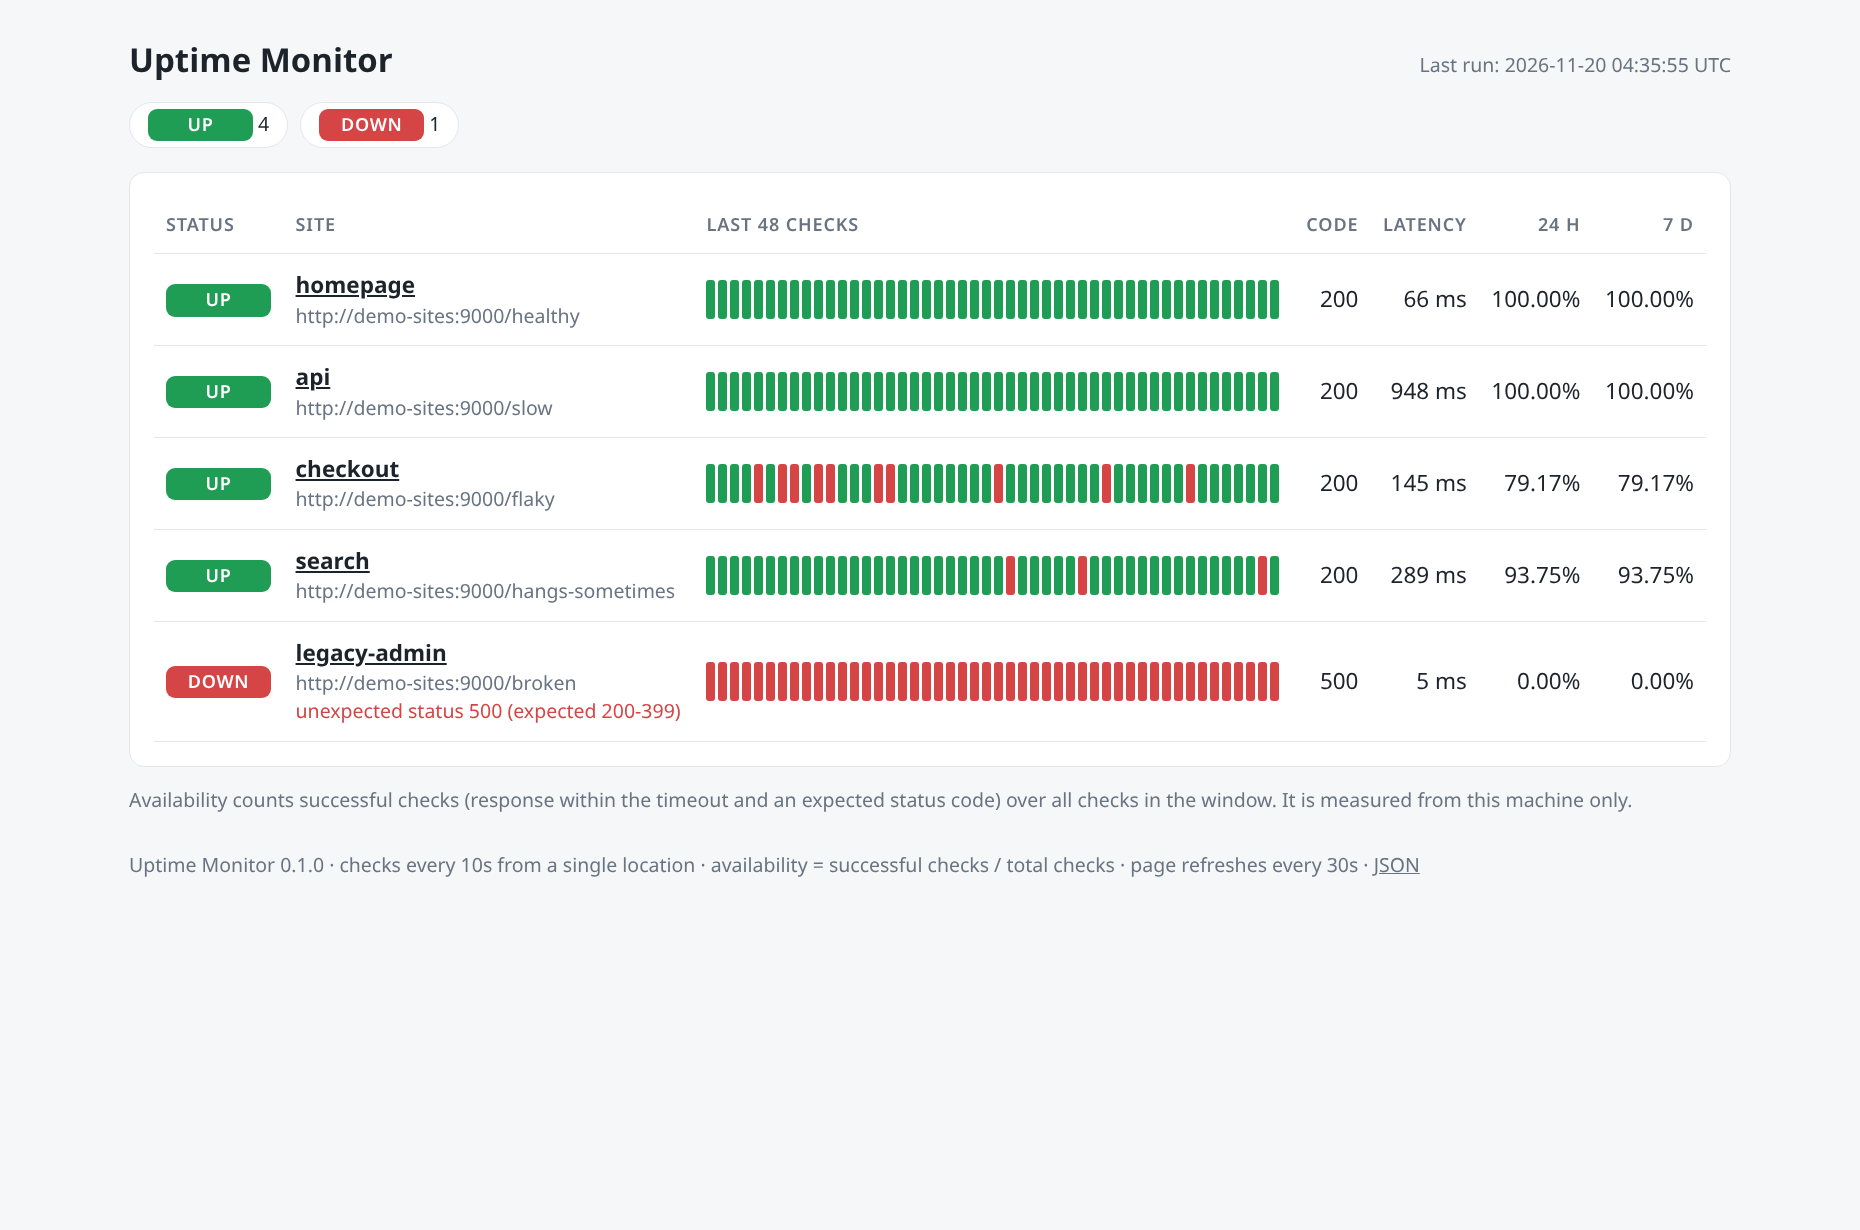 Uptime Monitor
Last run: 2026-11-20 04:35:55 UTC
UP 4 DOWN 1
STATUS SITE LAST 48 CHECKS CODE LATENCY 24 H 7 D
UP homepage 200 66 ms 100.00% 100.00%
http://demo-sites:9000/healthy
UP api 200 948 ms 100.00% 100.00%
http://demo-sites:9000/slow
UP checkout 200 145 ms 79.17% 79.17%
http://demo-sites:9000/flaky
UP search 200 289 ms 93.75% 93.75%
http://demo-sites:9000/hangs-sometimes
DOWN legacy-admin 500 5 ms 0.00% 0.00%
http://demo-sites:9000/broken
unexpected status 500 (expected 200-399)
Availability counts successful checks (response within the timeout and an expected status code) over all checks in the window. It is measured from this machine only.
Uptime Monitor 0.1.0 · checks every 10s from a single location · availability = successful checks / total checks · page refreshes every 30s · JSON